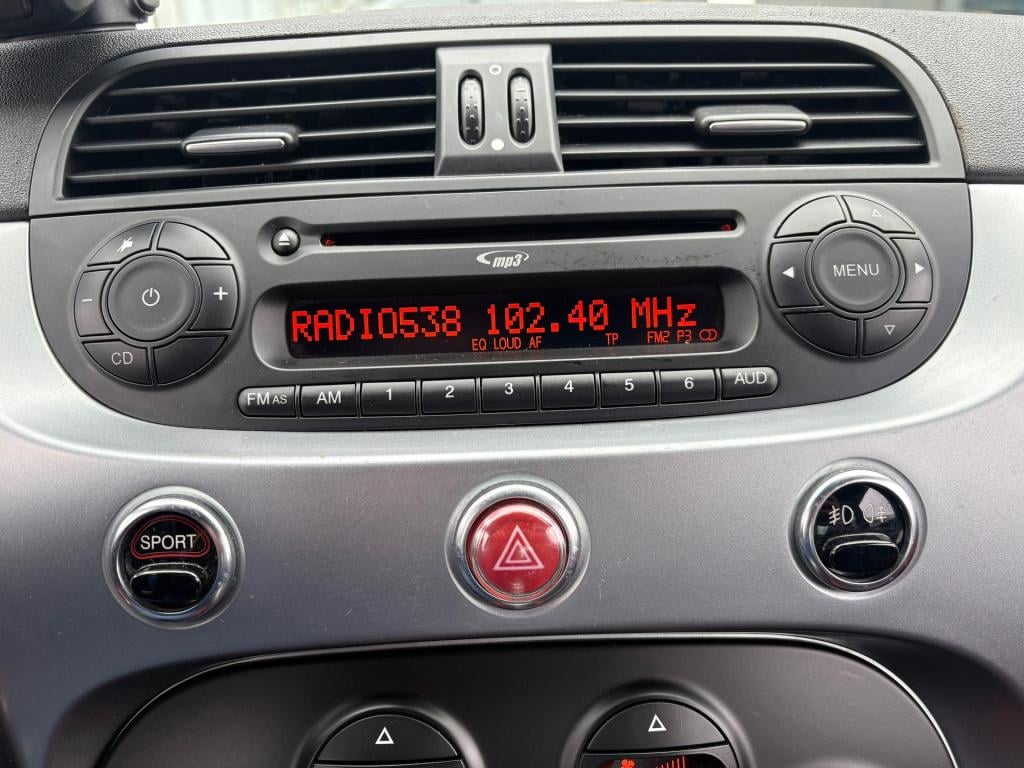 mp3
− + CD
MENU
RADIO538 102.40 MHz
EQ LOUD AF TP FM2 P3
FM AS AM 1 2 3 4 5 6 AUD
SPORT